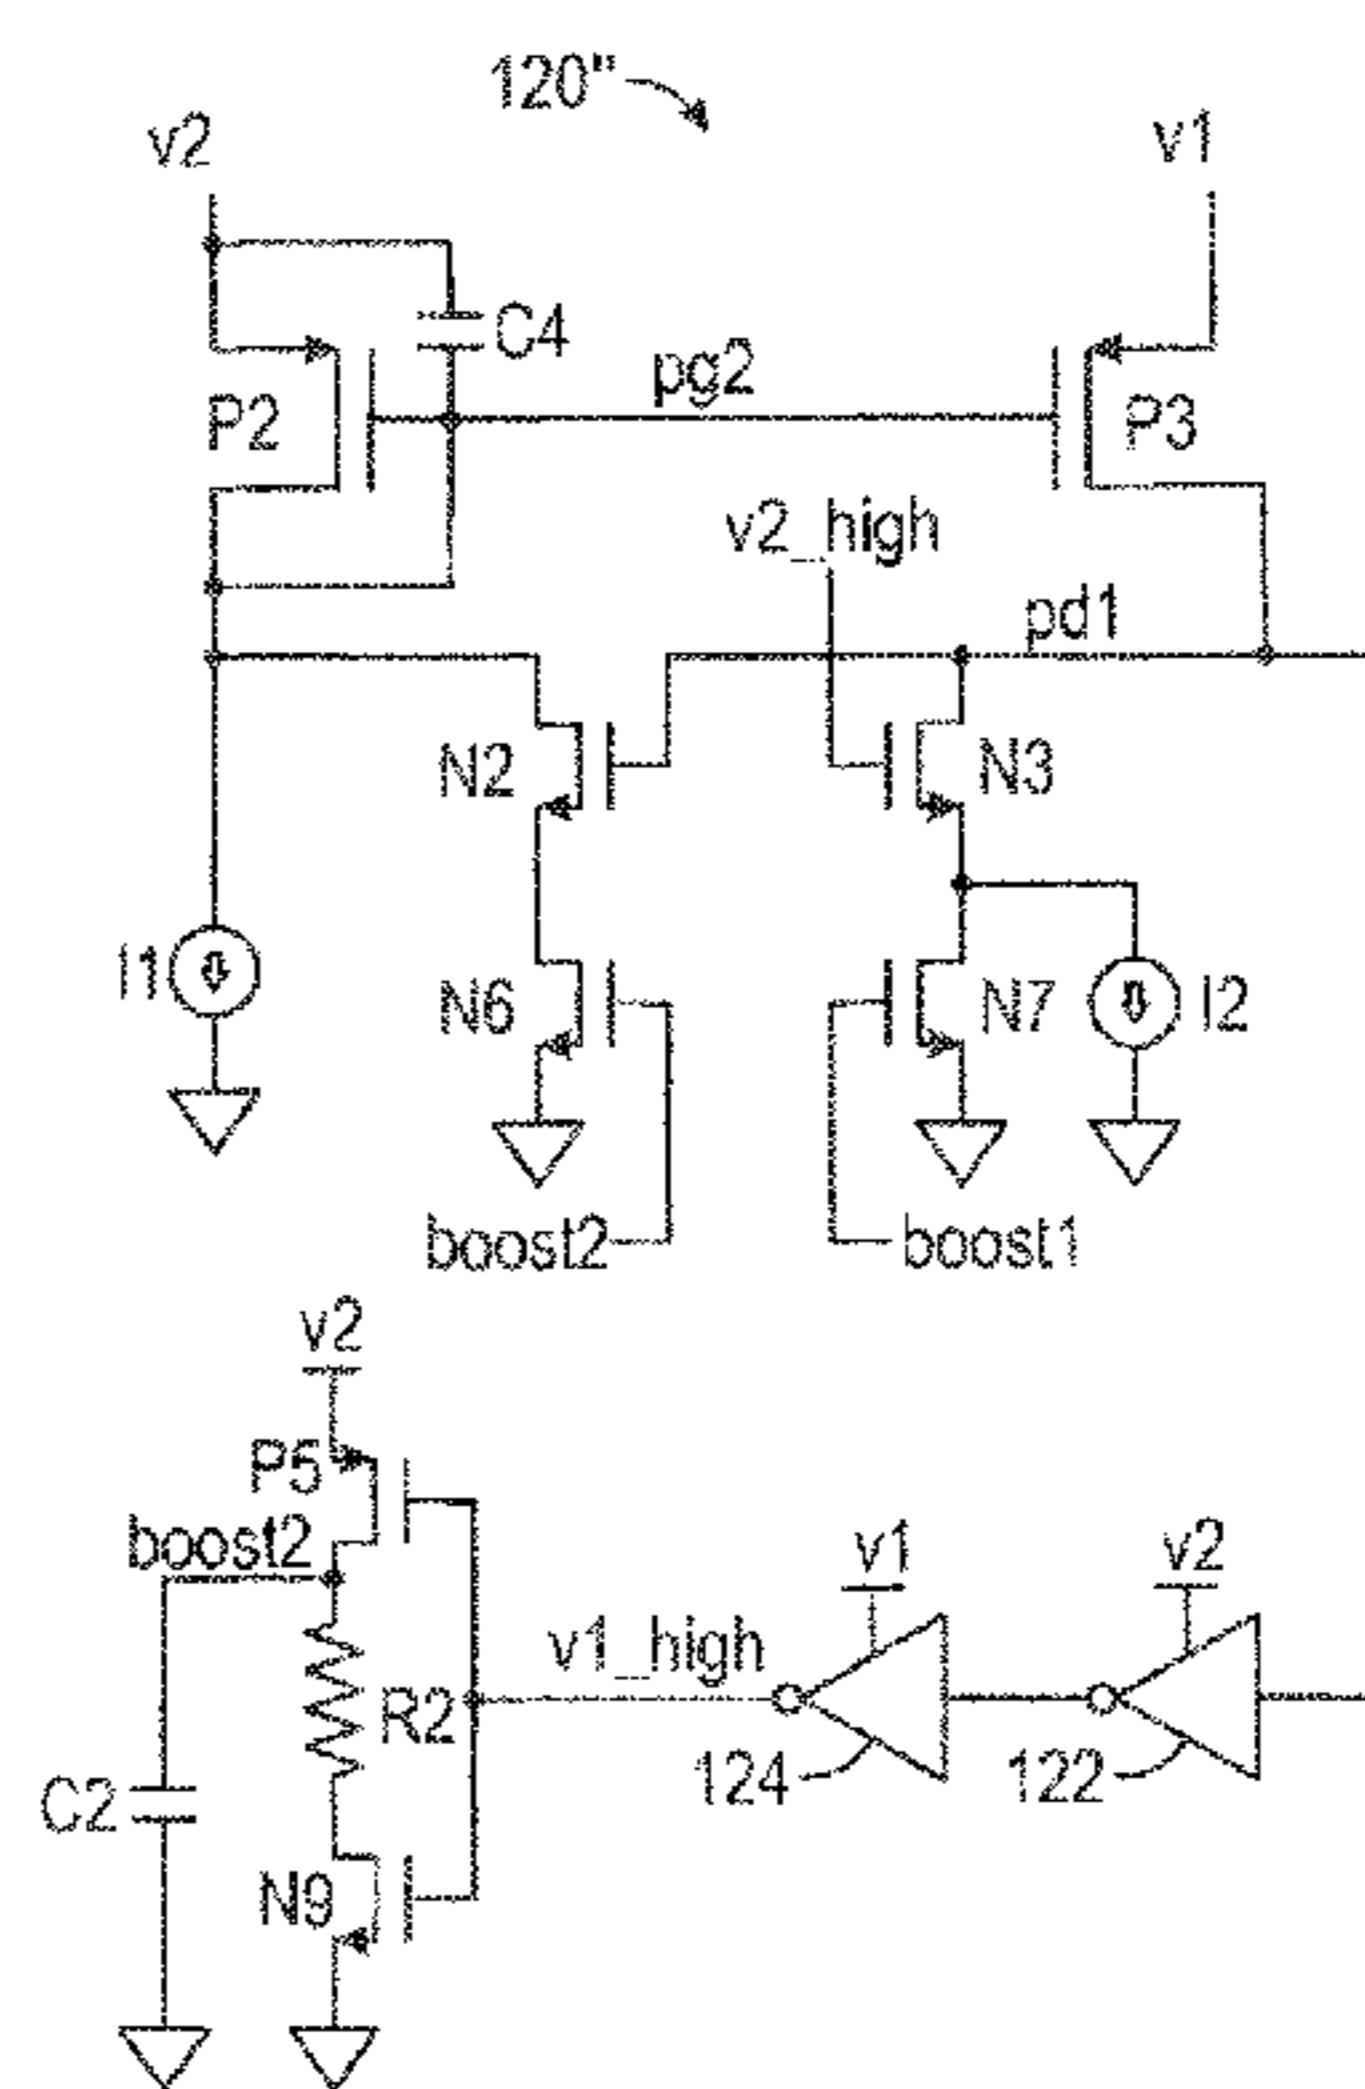 120"
v2
v1
C4
pg2
P2
P3
v2_high
pd1
N2
N3
I1
N6
N7
I2
boost2
boost1
v2
P5
boost2
v1
v2
v1_high
R2
124
122
C2
N9